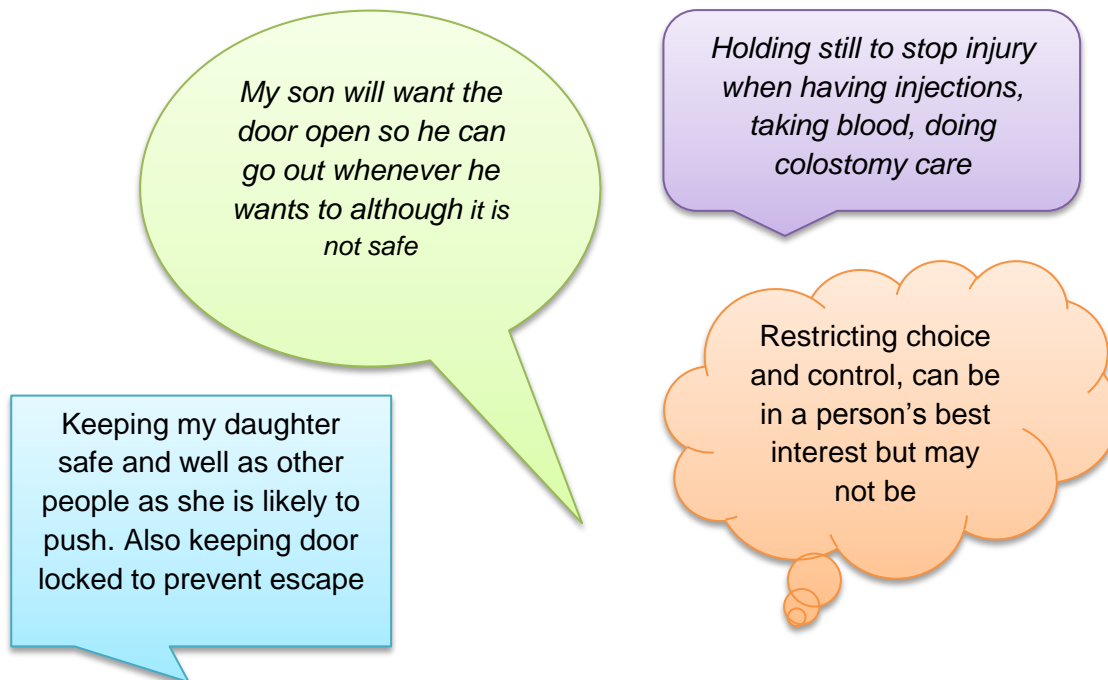 My son will want the
door open so he can
go out whenever he
wants to although it is
not safe
Holding still to stop injury
when having injections,
taking blood, doing
colostomy care
Restricting choice
and control, can be
in a person’s best
interest but may
not be
Keeping my daughter
safe and well as other
people as she is likely to
push. Also keeping door
locked to prevent escape